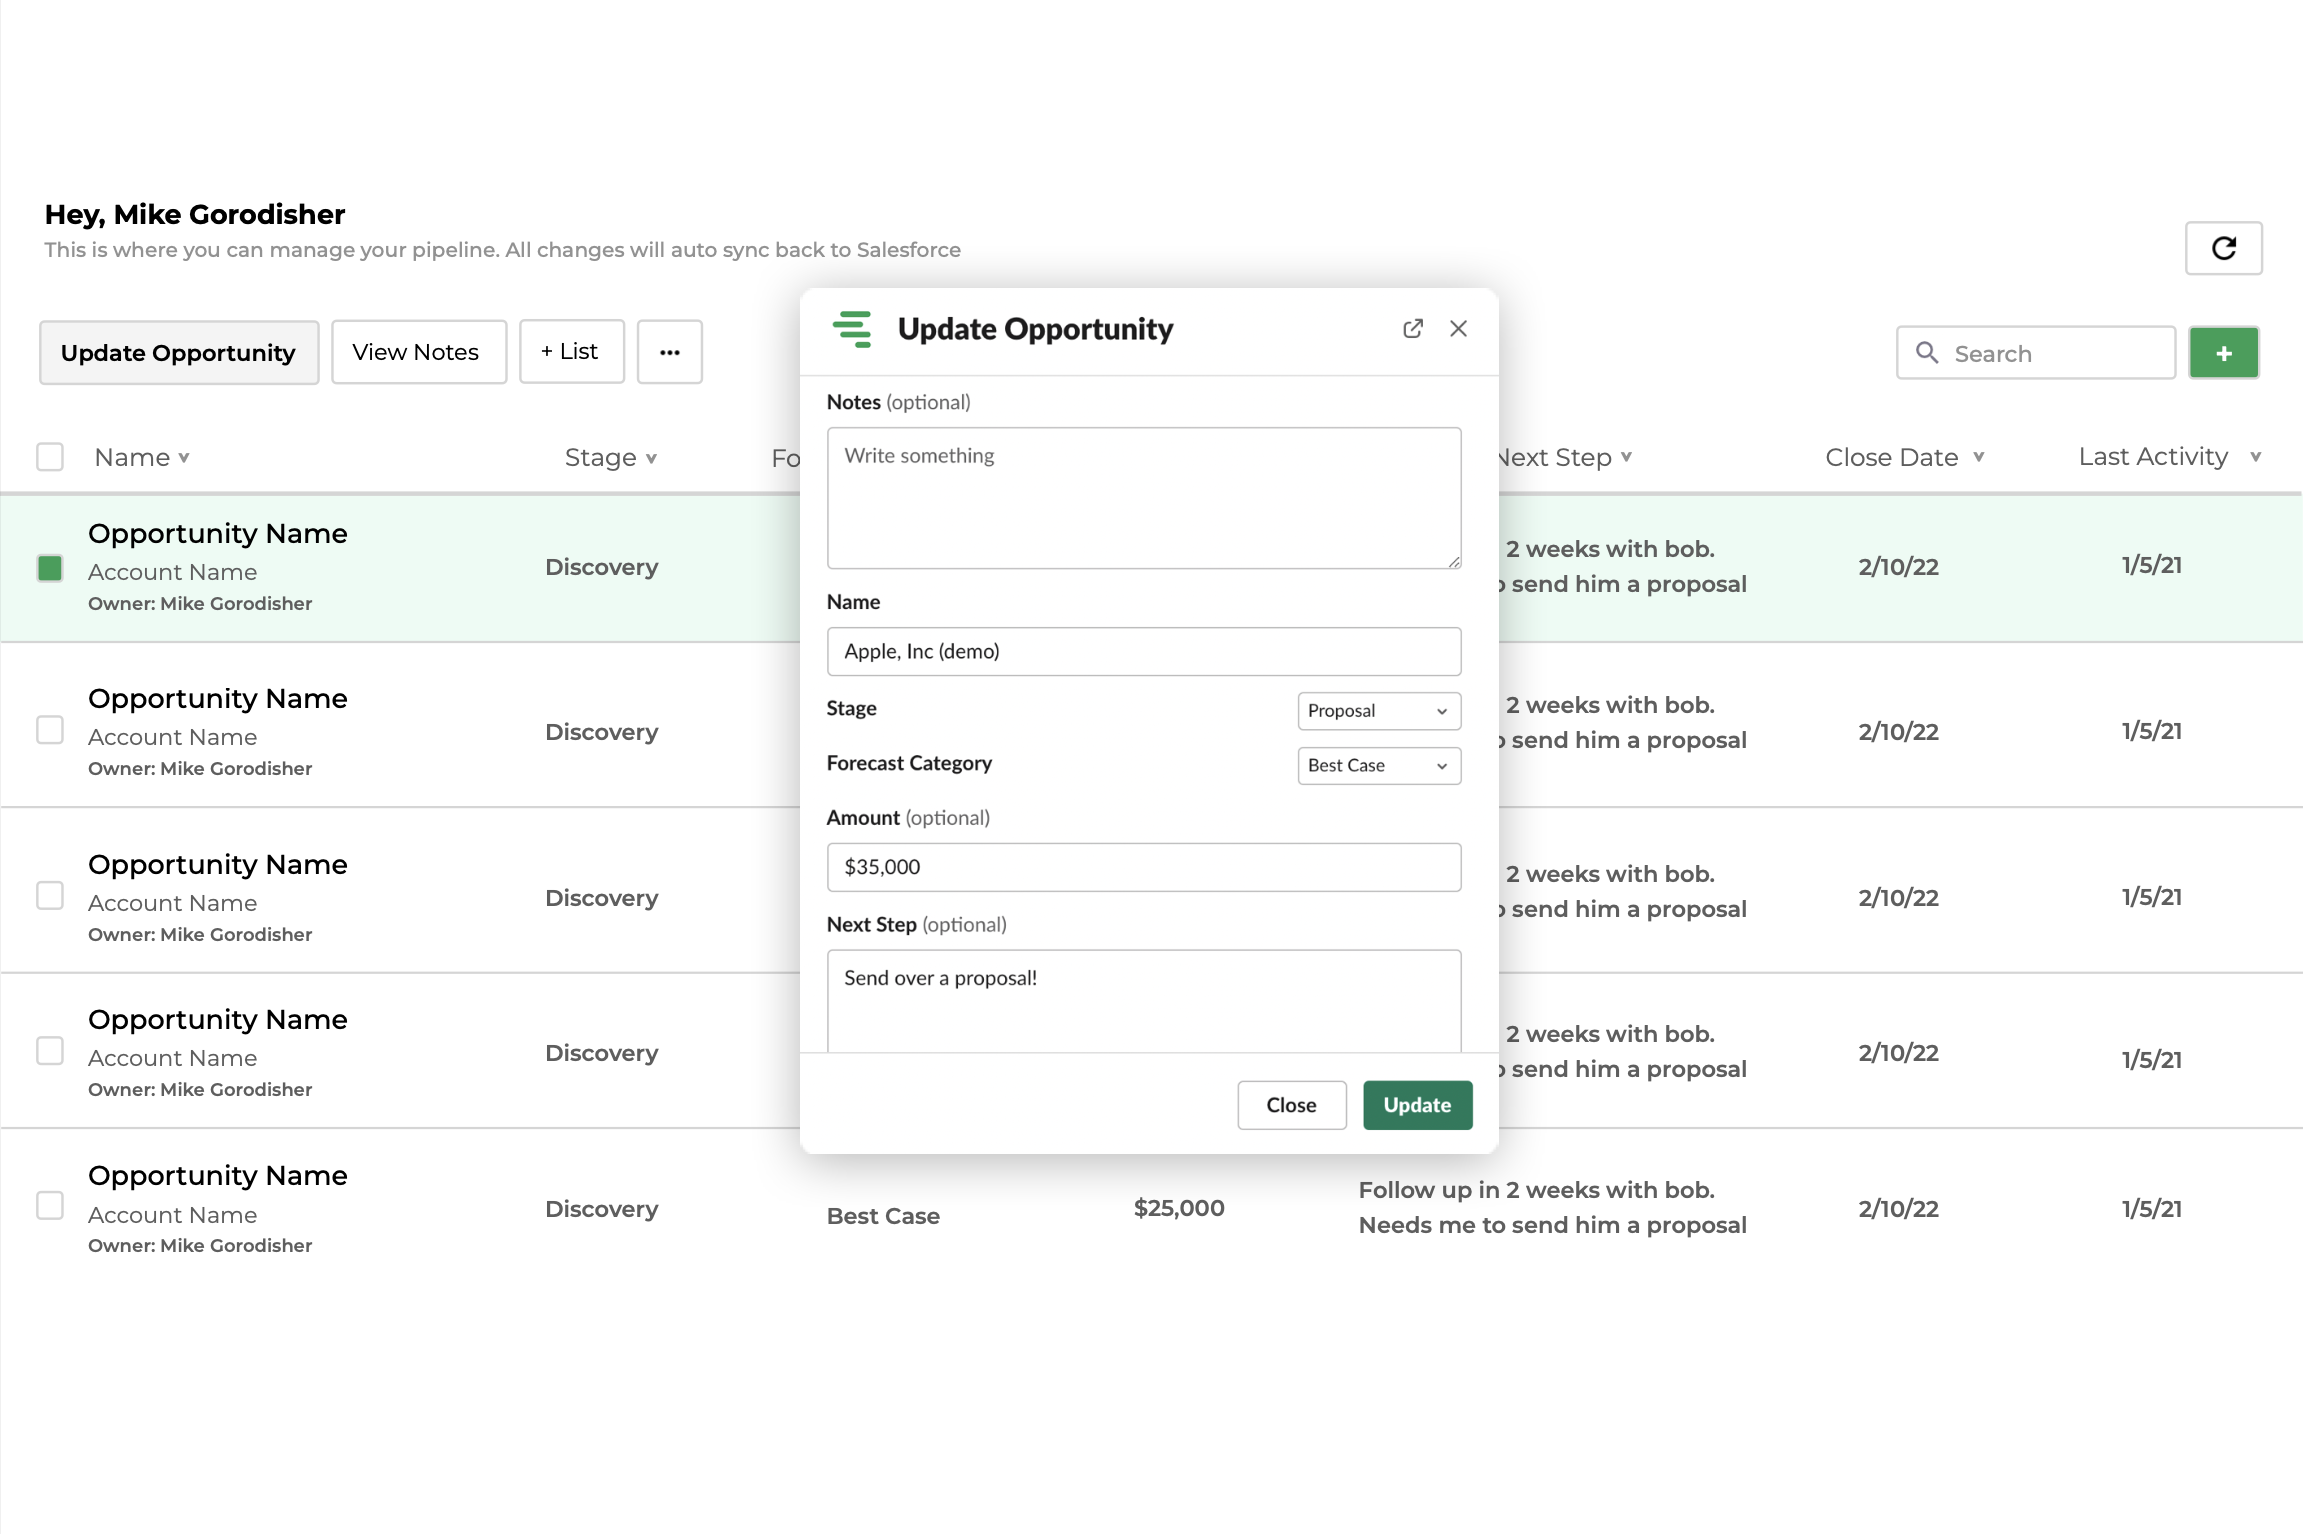 Hey, Mike Gorodisher
This is where you can manage your pipeline. All changes will auto sync back to Salesforce
Update Opportunity
View Notes
+ List
Search
+
Name
Stage
Fo
Next Step
Close Date
Last Activity
Opportunity Name
Account Name
Owner: Mike Gorodisher
Discovery
2 weeks with bob.
send him a proposal
2/10/22
1/5/21
Opportunity Name
Account Name
Owner: Mike Gorodisher
Discovery
2 weeks with bob.
send him a proposal
2/10/22
1/5/21
Opportunity Name
Account Name
Owner: Mike Gorodisher
Discovery
2 weeks with bob.
send him a proposal
2/10/22
1/5/21
Opportunity Name
Account Name
Owner: Mike Gorodisher
Discovery
2 weeks with bob.
send him a proposal
2/10/22
1/5/21
Opportunity Name
Account Name
Owner: Mike Gorodisher
Discovery
Best Case
$25,000
Follow up in 2 weeks with bob.
Needs me to send him a proposal
2/10/22
1/5/21
Update Opportunity
Notes (optional)
Write something
Name
Apple, Inc (demo)
Stage
Proposal
Forecast Category
Best Case
Amount (optional)
$35,000
Next Step (optional)
Send over a proposal!
Close
Update